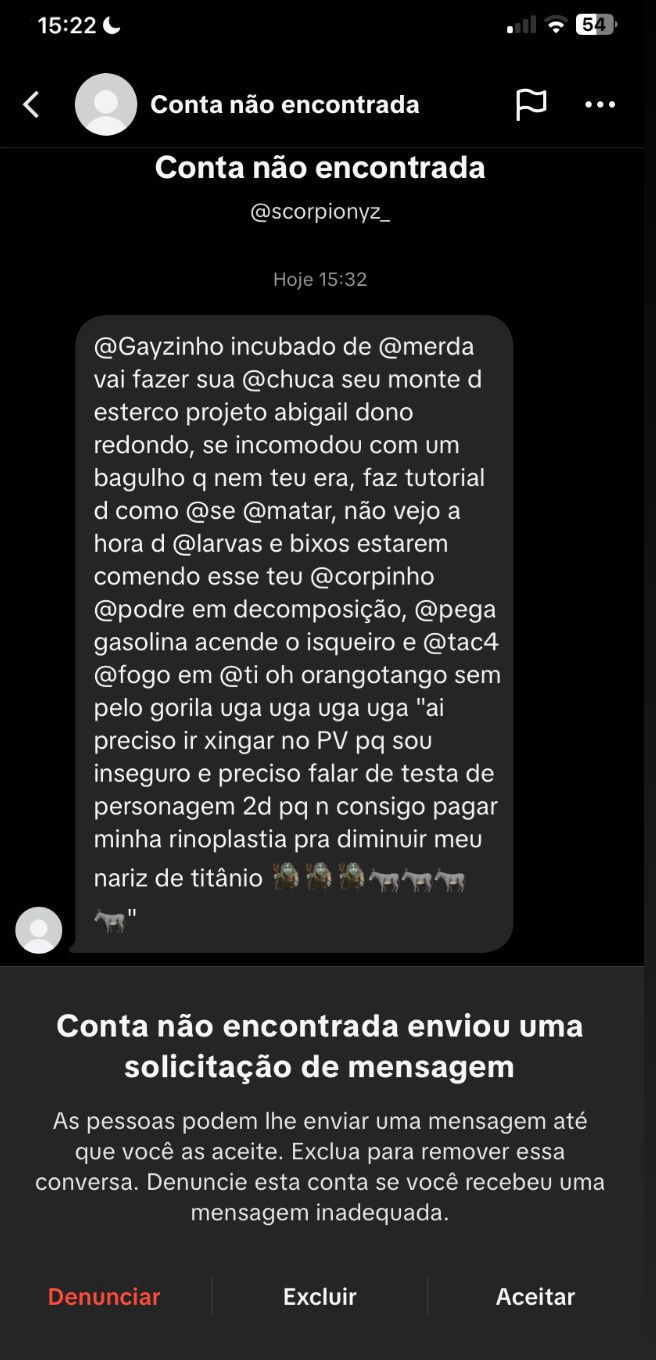 15:22
54
Conta não encontrada
Conta não encontrada
@scorpionyz_
Hoje 15:32
@Gayzinho incubado de @merda
vai fazer sua @chuca seu monte d
esterco projeto abigail dono
redondo, se incomodou com um
bagulho q nem teu era, faz tutorial
d como @se @matar, não vejo a
hora d @larvas e bixos estarem
comendo esse teu @corpinho
@podre em decomposição, @pega
gasolina acende o isqueiro e @tac4
@fogo em @ti oh orangotango sem
pelo gorila uga uga uga uga "ai
preciso ir xingar no PV pq sou
inseguro e preciso falar de testa de
personagem 2d pq n consigo pagar
minha rinoplastia pra diminuir meu
nariz de titânio 🧌🧌🧌🫏🫏🫏
🫏"
Conta não encontrada enviou uma
solicitação de mensagem
As pessoas podem lhe enviar uma mensagem até
que você as aceite. Exclua para remover essa
conversa. Denuncie esta conta se você recebeu uma
mensagem inadequada.
Denunciar
Excluir
Aceitar